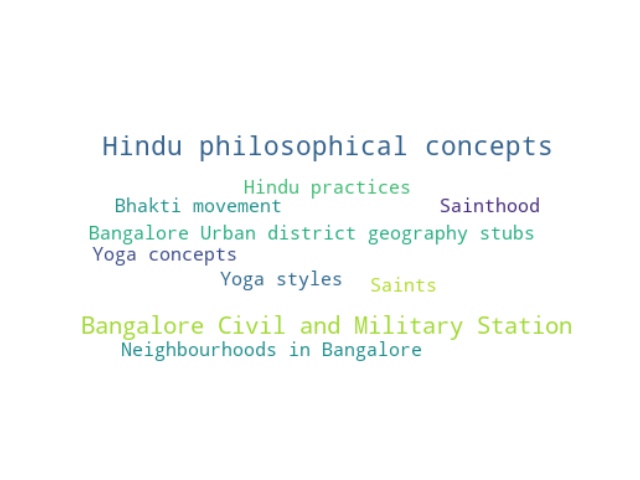 Hindu philosophical concepts
Hindu practices
Bhakti movement
Sainthood
Bangalore Urban district geography stubs
Yoga concepts
Yoga styles
Saints
Bangalore Civil and Military Station
Neighbourhoods in Bangalore